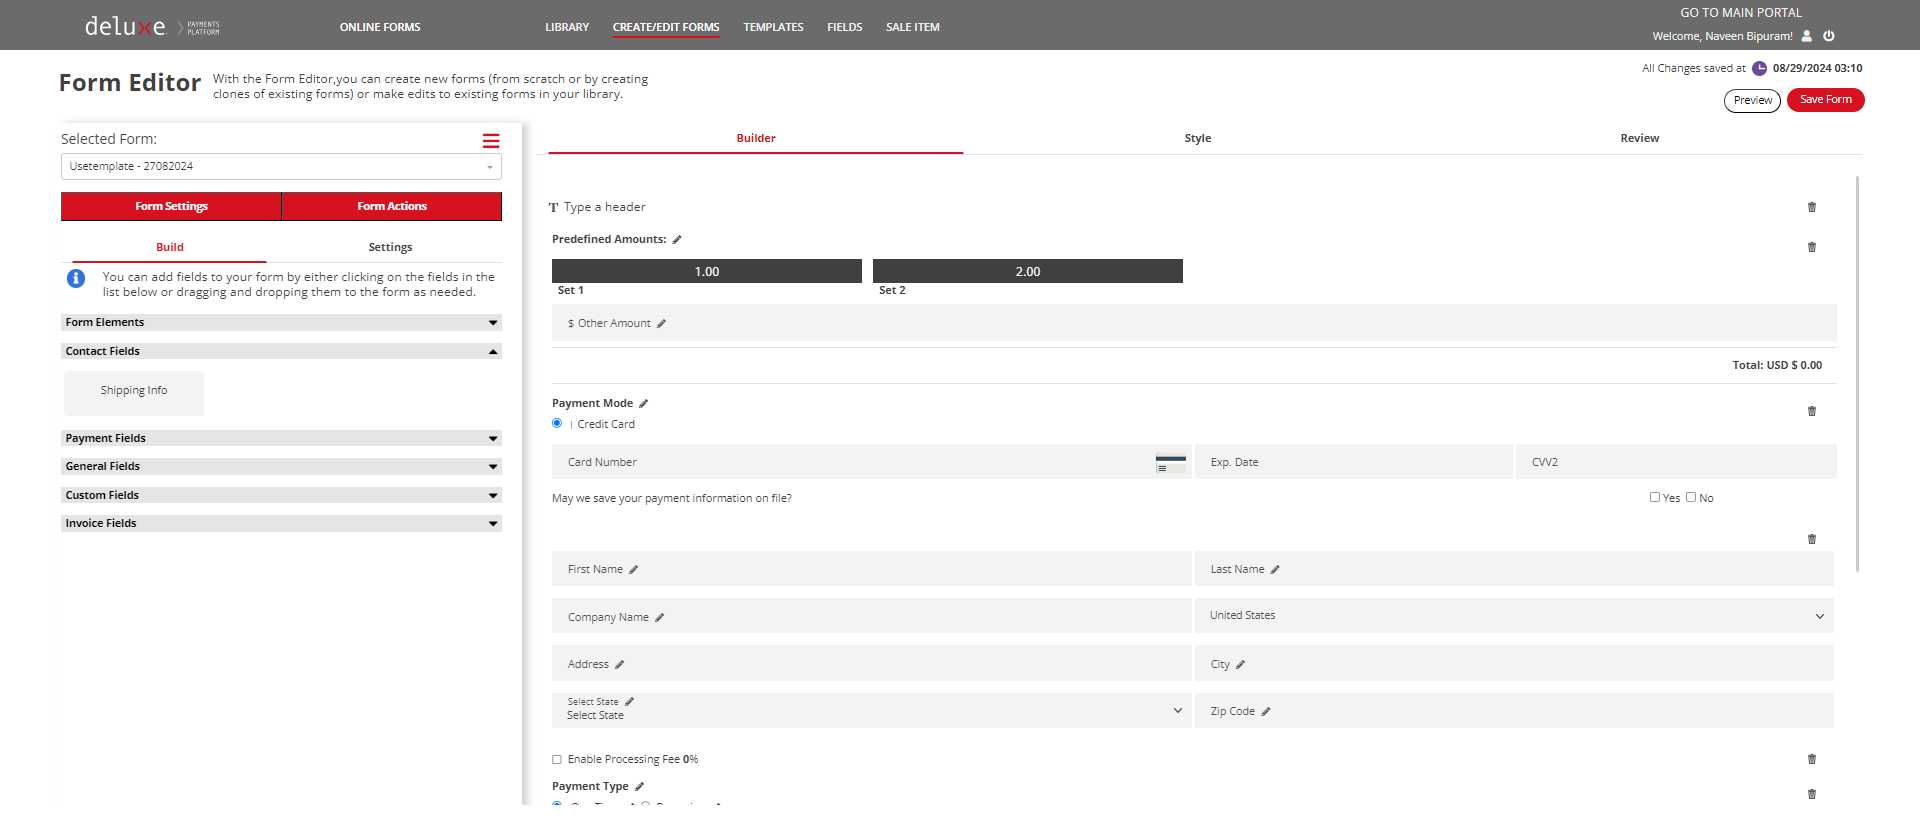 deluxe PAYMENTS PLATFORM
ONLINE FORMS
LIBRARY CREATE/EDIT FORMS TEMPLATES FIELDS SALE ITEM
GO TO MAIN PORTAL
Welcome, Naveen Bipuram!
Form Editor
With the Form Editor,you can create new forms (from scratch or by creating
clones of existing forms) or make edits to existing forms in your library.
All Changes saved at 08/29/2024 03:10
Preview Save Form
Selected Form:
Usetemplate - 27082024
Form Settings Form Actions
Build Settings
You can add fields to your form by either clicking on the fields in the
list below or dragging and dropping them to the form as needed.
Form Elements
Contact Fields
Shipping Info
Payment Fields
General Fields
Custom Fields
Invoice Fields
Builder Style Review
T Type a header
Predefined Amounts:
1.00 2.00
Set 1 Set 2
$ Other Amount
Total: USD $ 0.00
Payment Mode
| Credit Card
Card Number Exp. Date CVV2
May we save your payment information on file? Yes No
First Name Last Name
Company Name United States
Address City
Select State
Select State
Zip Code
Enable Processing Fee 0%
Payment Type